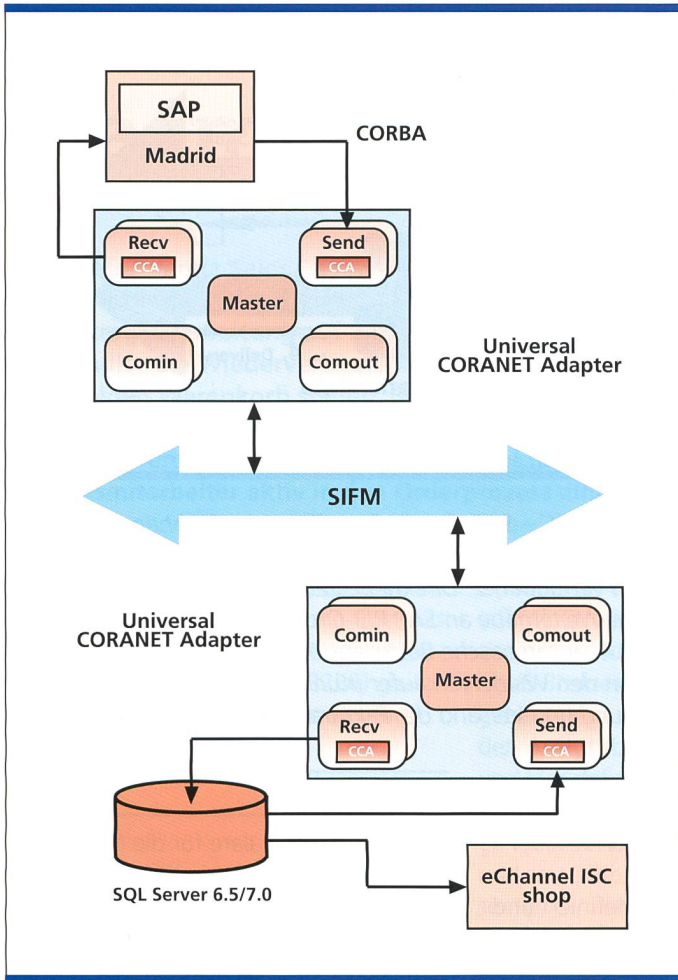 SAP
Madrid
CORBA
Recv
CCA
Send
CCA
Master
Comin
Comout
Universal
CORANET Adapter
SIFM
Universal
CORANET Adapter
Comin
Comout
Master
Recv
CCA
Send
CCA
SQL Server 6.5/7.0
eChannel ISC
shop